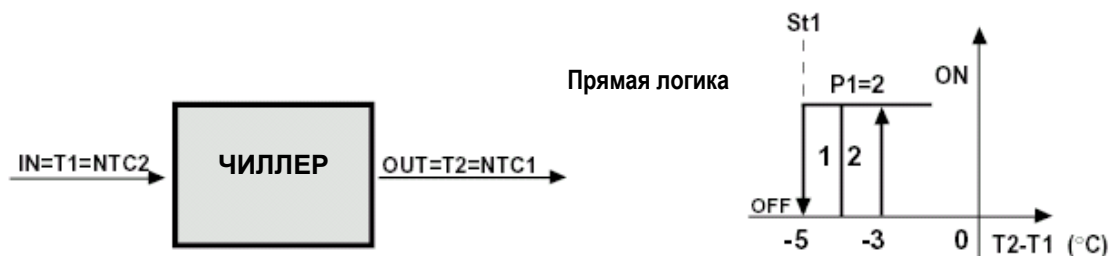 IN=T1=NTC2
ЧИЛЛЕР
OUT=T2=NTC1
Прямая логика
St1
P1=2
ON
1
2
OFF
-5
-3
0
T2-T1 (°C)